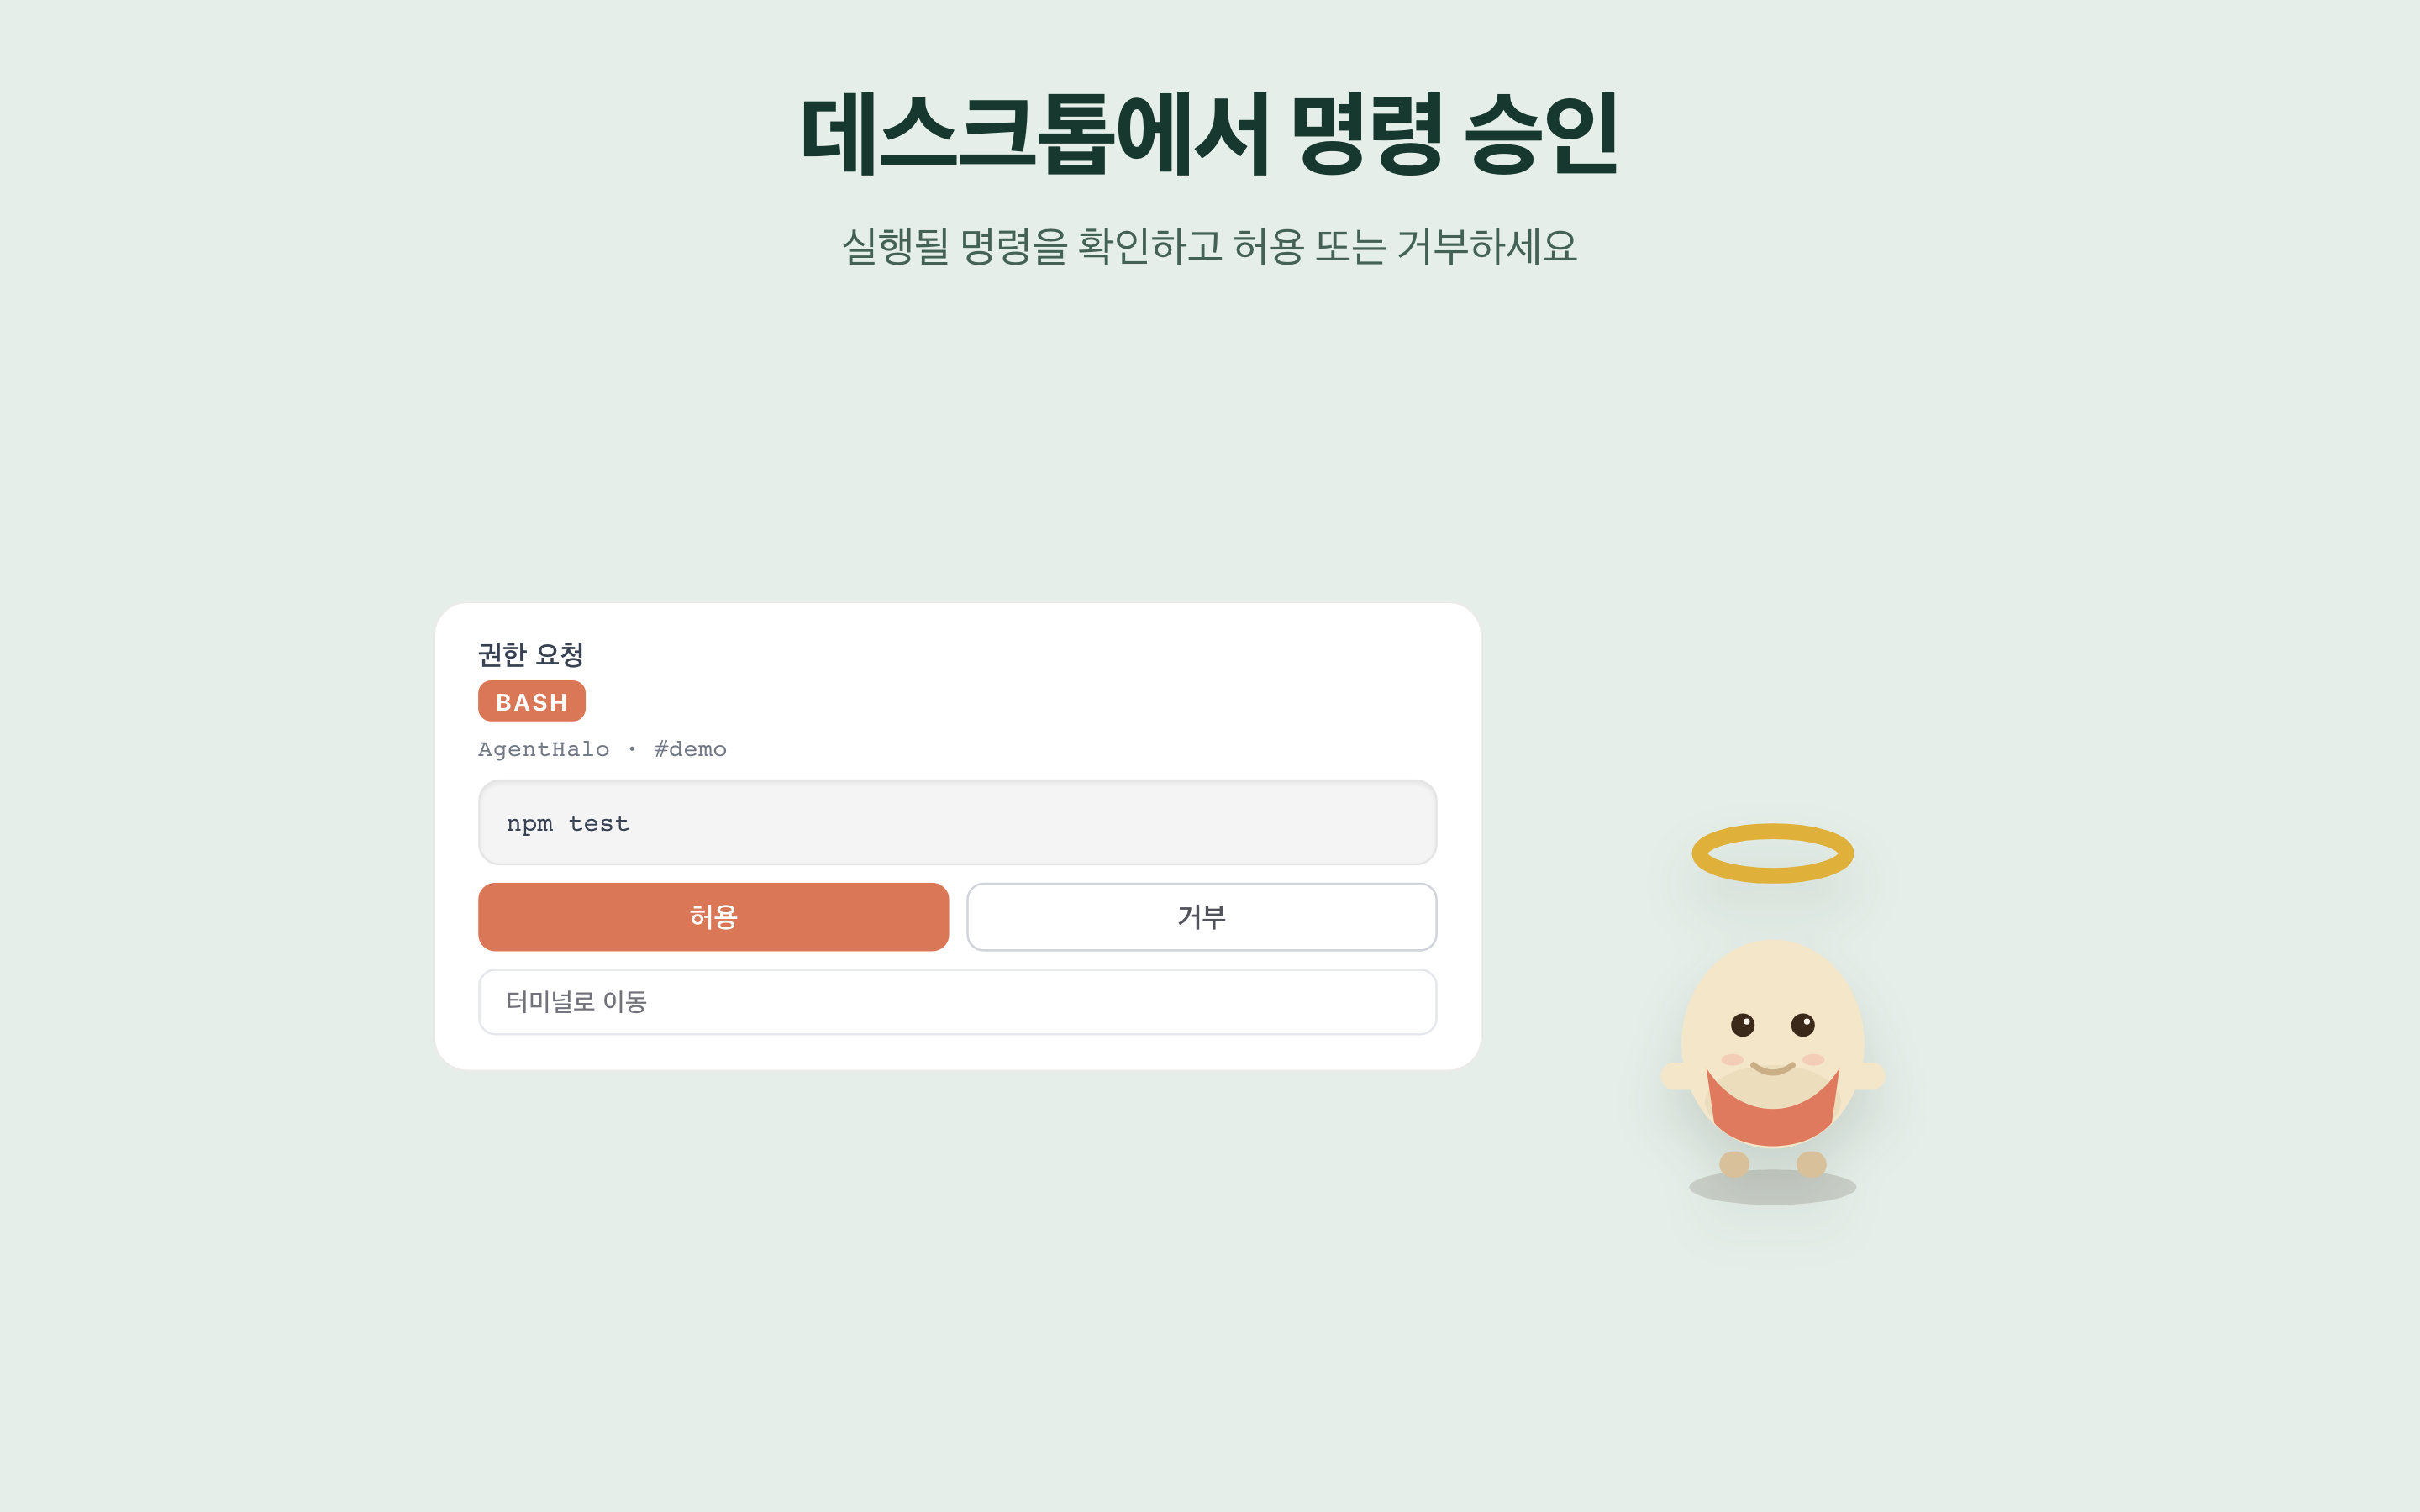 데스크톱에서 명령 승인
실행될 명령을 확인하고 허용 또는 거부하세요
권한 요청
BASH
AgentHalo · #demo
npm test
허용
거부
터미널로 이동